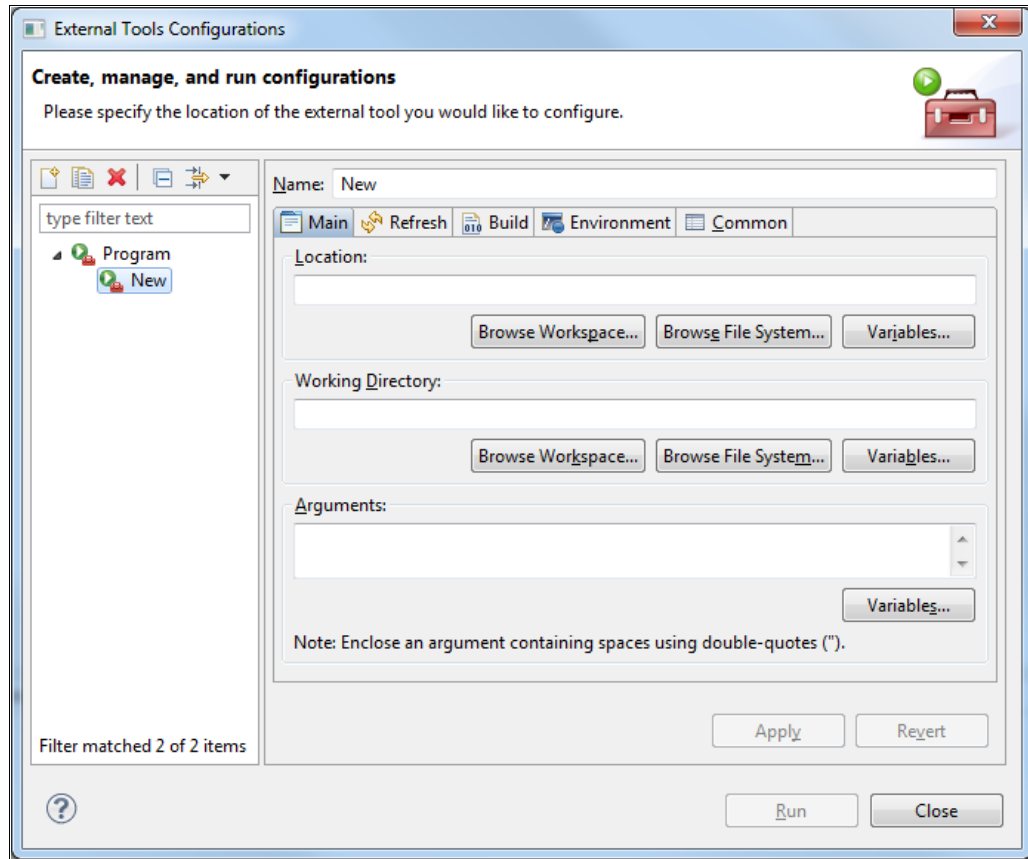 External Tools Configurations
Create, manage, and run configurations
Please specify the location of the external tool you would like to configure.
type filter text
Program
New
Filter matched 2 of 2 items
Name: New
Main Refresh Build Environment Common
Location:
Browse Workspace... Browse File System... Variables...
Working Directory:
Browse Workspace... Browse File System... Variables...
Arguments:
Variables...
Note: Enclose an argument containing spaces using double-quotes (").
Apply Revert
Run Close